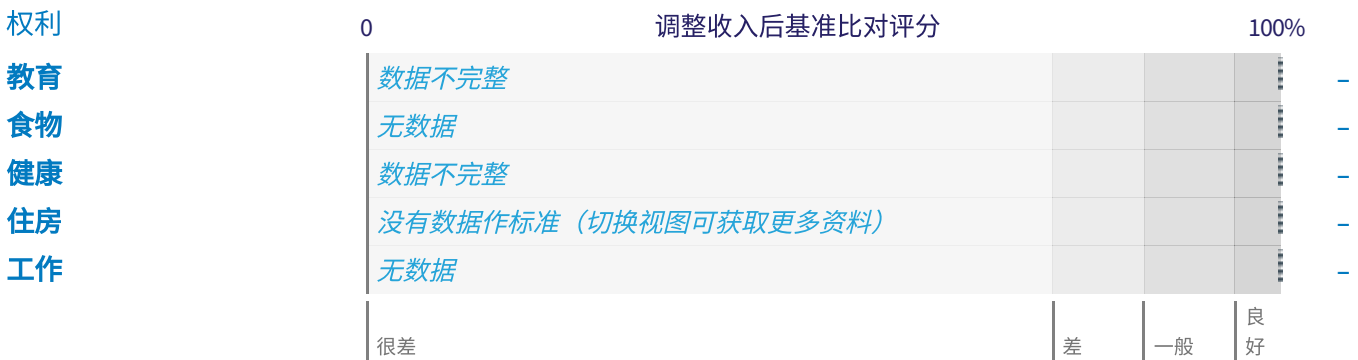 权利 0 调整收入后基准比对评分 100%
教育 数据不完整 –
食物 无数据 –
健康 数据不完整 –
住房 没有数据作标准（切换视图可获取更多资料） –
工作 无数据 –
很差 差 一般 良好